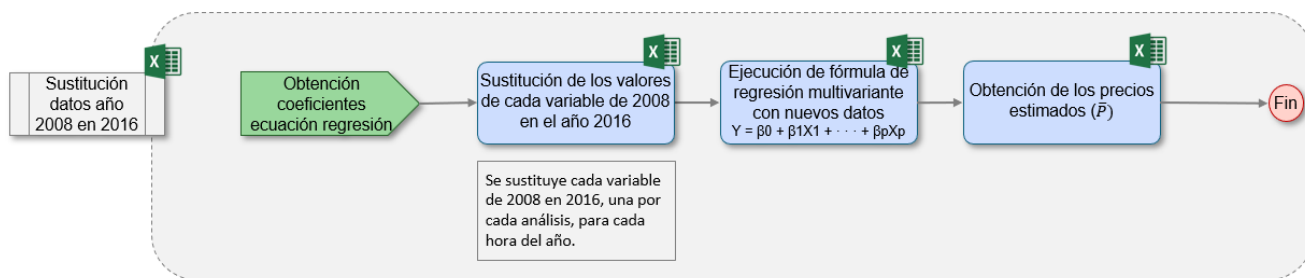 Sustitución
datos año
2008 en 2016
X
Obtención
coeficientes
ecuación regresión
Sustitución de los valores
de cada variable de 2008
en el año 2016
X
Se sustituye cada variable
de 2008 en 2016, una por
cada análisis, para cada
hora del año.
Ejecución de fórmula de
regresión multivariante
con nuevos datos
Y = β0 + β1X1 + · · · + βpXp
X
Obtención de los precios
estimados (P̄)
X
Fin